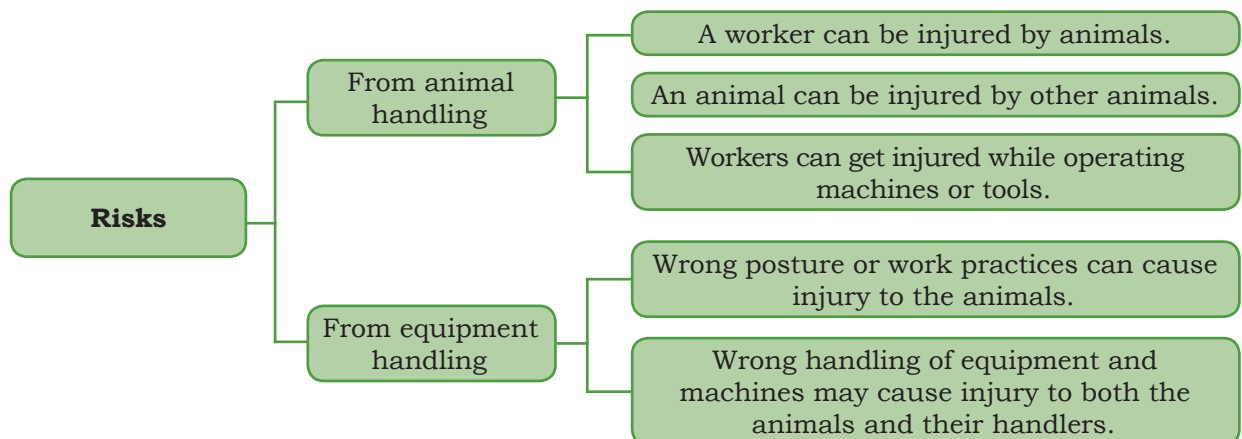 Risks
From animal
handling
A worker can be injured by animals.
An animal can be injured by other animals.
Workers can get injured while operating
machines or tools.
From equipment
handling
Wrong posture or work practices can cause
injury to the animals.
Wrong handling of equipment and
machines may cause injury to both the
animals and their handlers.